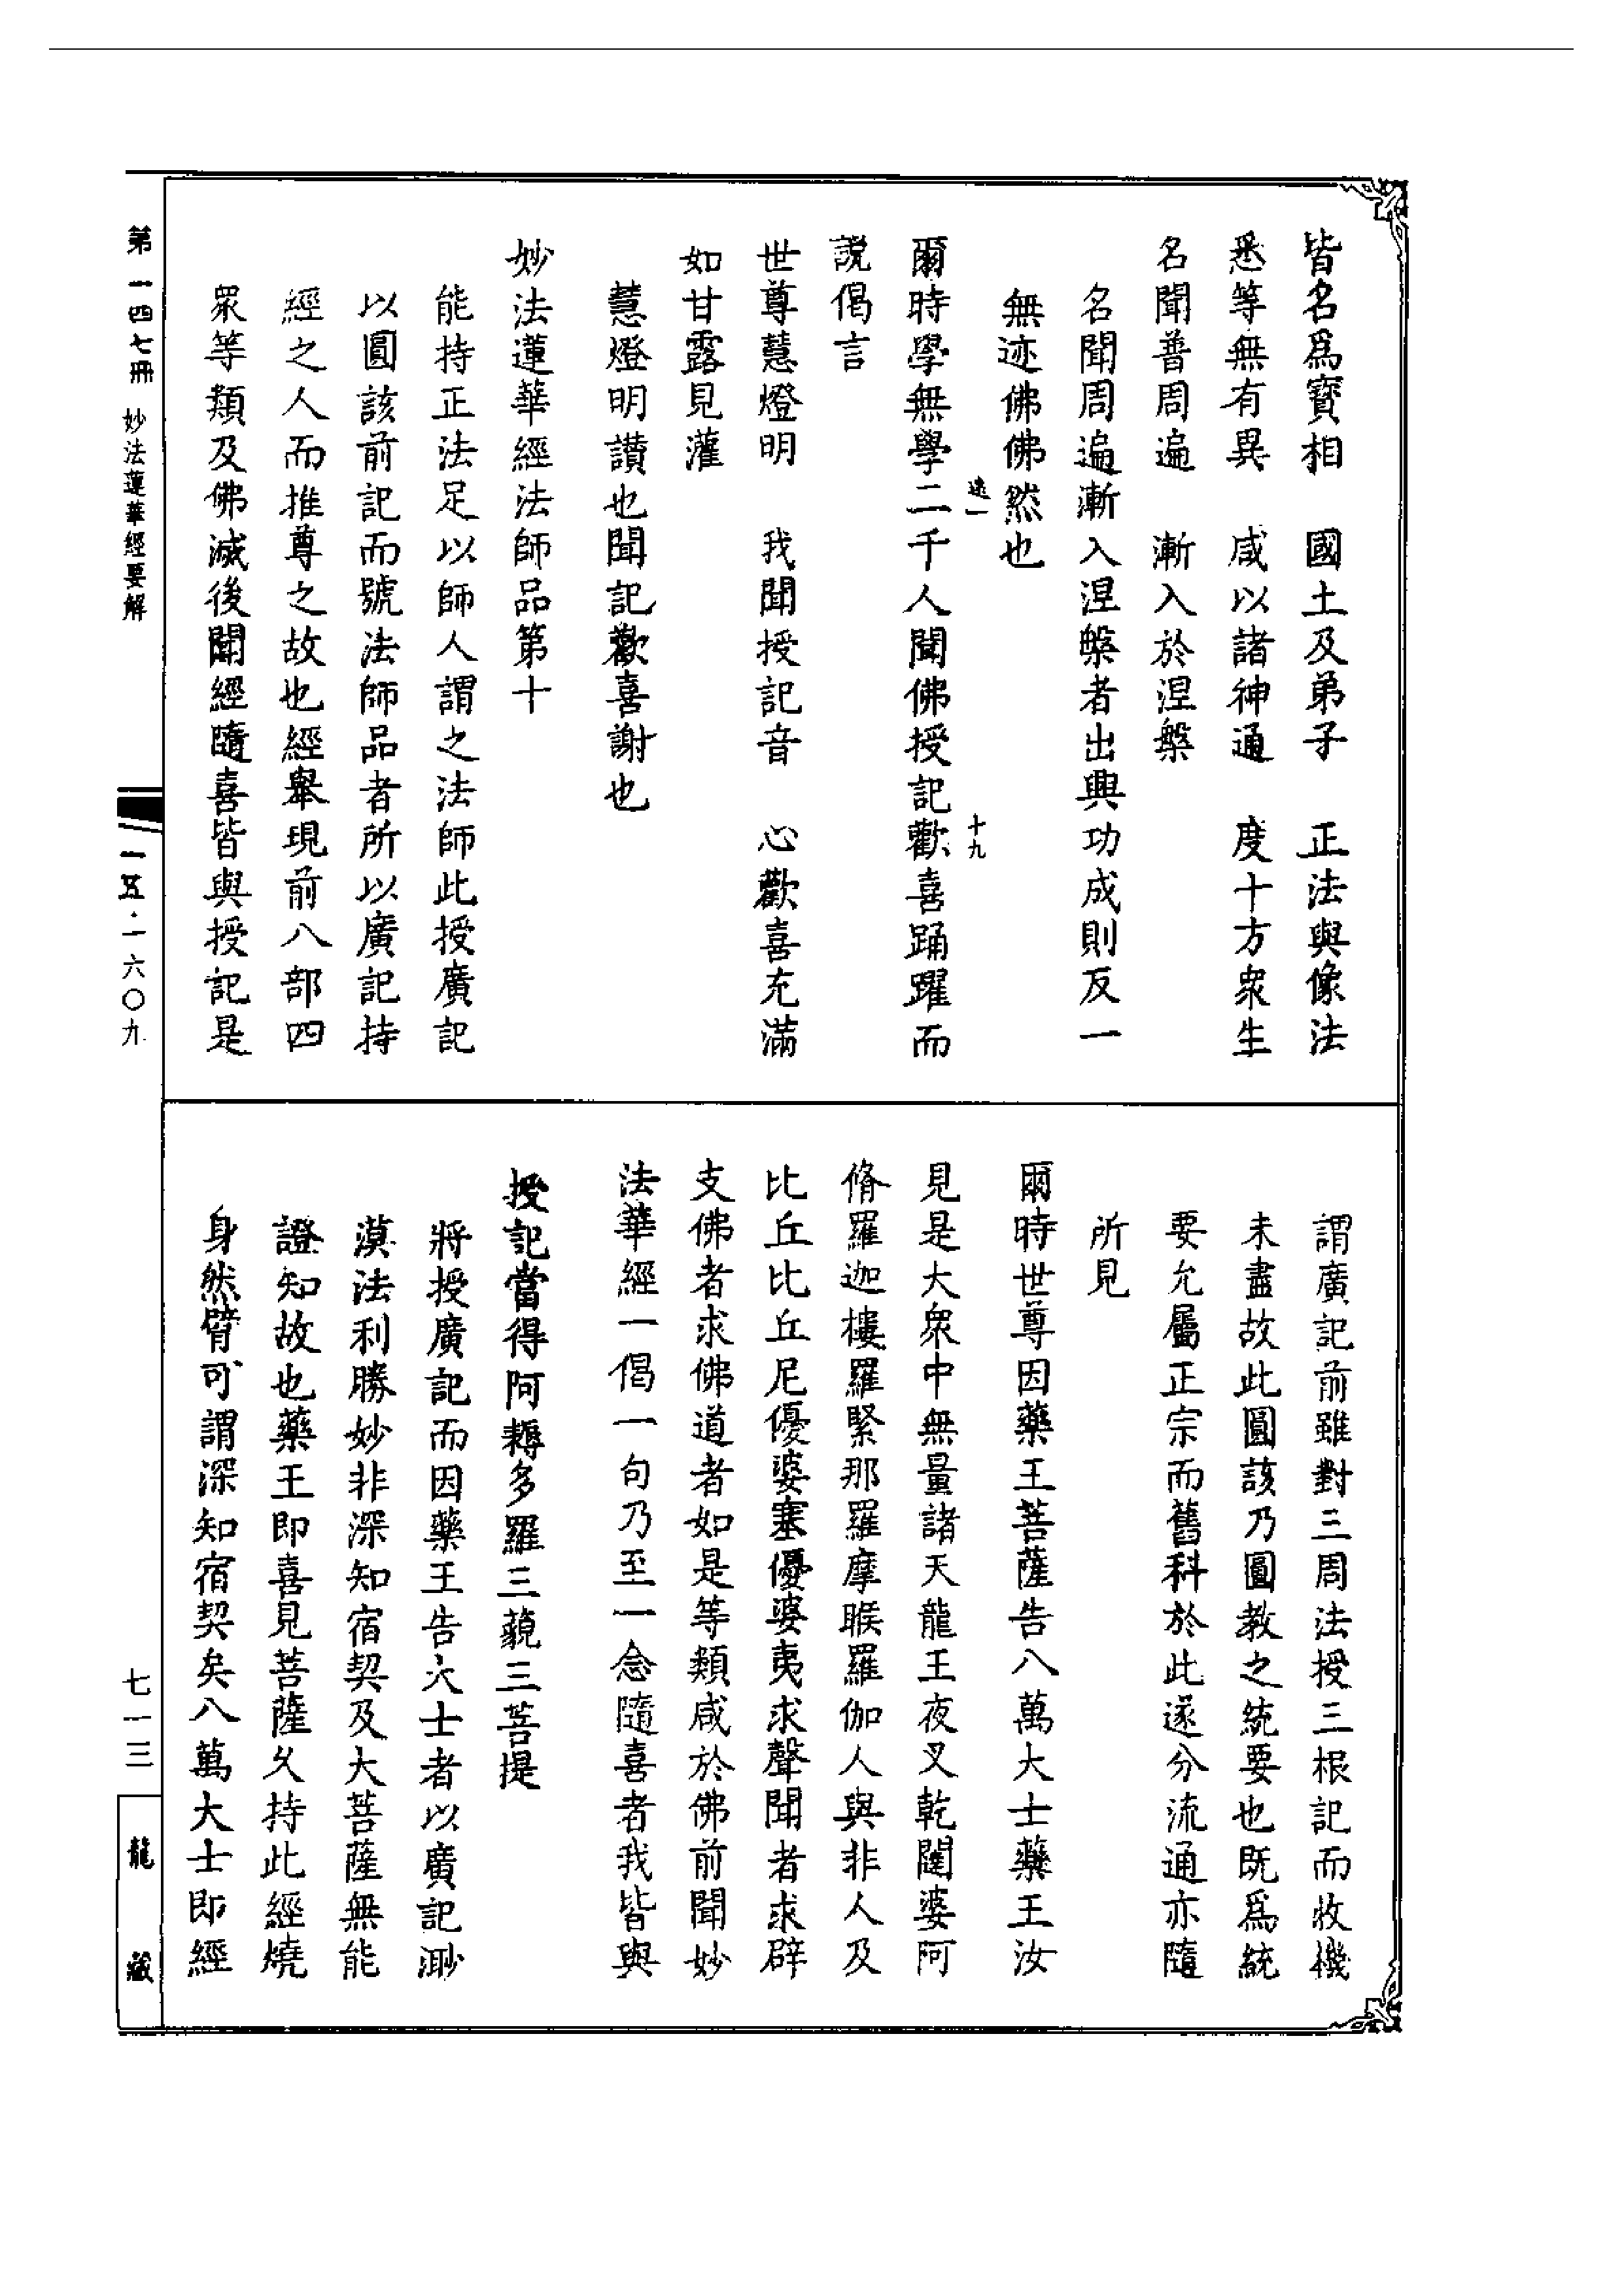 皆名爲寶相　國土及弟子　正法與像法
悉等無有異　咸以諸神通　度十方衆生
名聞普周遍　漸入於涅槃
名聞周遍漸入涅槃者出興功成則反一
無迹佛佛然也
遠一　十九
爾時學無學二千人聞佛授記歡喜踊躍而
說偈言
世尊慧燈明　我聞授記音　心歡喜充滿
如甘露見灌
慧燈明讚也聞記歡喜謝也
妙法蓮華經法師品第十
能持正法足以師人謂之法師此授廣記
以圓該前記而號法師品者所以廣記持
經之人而推尊之故也經舉現前八部四
眾等類及佛滅後聞經隨喜皆與授記是
謂廣記前雖對三周法授三根記而收機
未盡故此圓該乃圓教之統要也既爲統
要允屬正宗而舊科於此遂分流通亦隨
所見
爾時世尊因藥王菩薩告八萬大士藥王汝
見是大衆中無量諸天龍王夜叉乾闥婆阿
脩羅迦樓羅緊那羅摩睺羅伽人與非人及
比丘比丘尼優婆塞優婆夷求聲聞者求辟
支佛者求佛道者如是等類咸於佛前聞妙
法華經一偈一句乃至一念隨喜者我皆與
授記當得阿耨多羅三藐三菩提
將授廣記而因藥王告大士者以廣記渺
漠法利勝妙非深知宿契及大菩薩無能
證知故也藥王即喜見菩薩久持此經燒
身然臂可謂深知宿契矣八萬大士即經
第一四七冊　妙法蓮華經要解
一五·一六〇九
七一三
龍藏